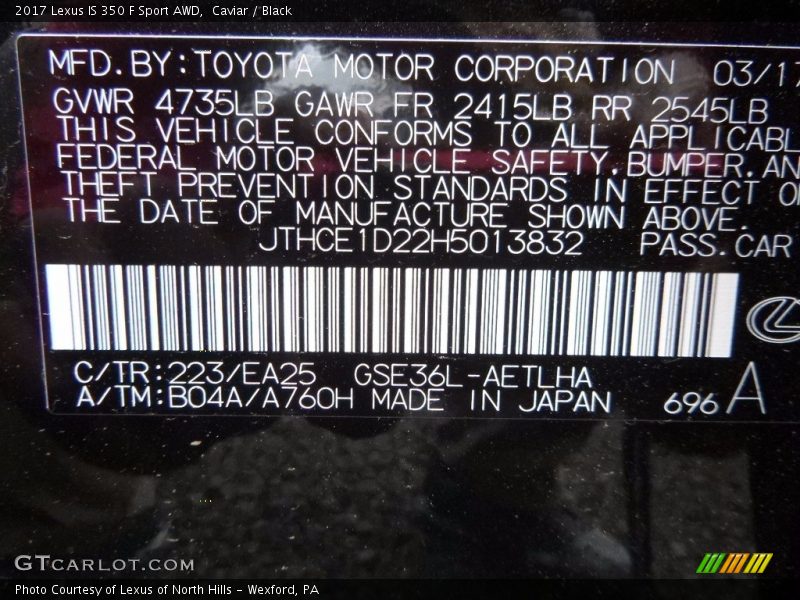 2017 Lexus IS 350 F Sport AWD,  Caviar / Black
MFD.BY:TOYOTA MOTOR CORPORATION 03/17
GVWR 4735LB GAWR FR 2415LB RR 2545LB
THIS VEHICLE CONFORMS TO ALL APPLICABL
FEDERAL MOTOR VEHICLE SAFETY.BUMPER.AN
THEFT PREVENTION STANDARDS IN EFFECT O
THE DATE OF MANUFACTURE SHOWN ABOVE.
JTHCE1D22H5013832 PASS.CAR
C/TR:223/EA25 GSE36L-AETLHA
A/TM:B04A/A760H MADE IN JAPAN 696 A
GTCARLOT.COM
Photo Courtesy of Lexus of North Hills - Wexford, PA